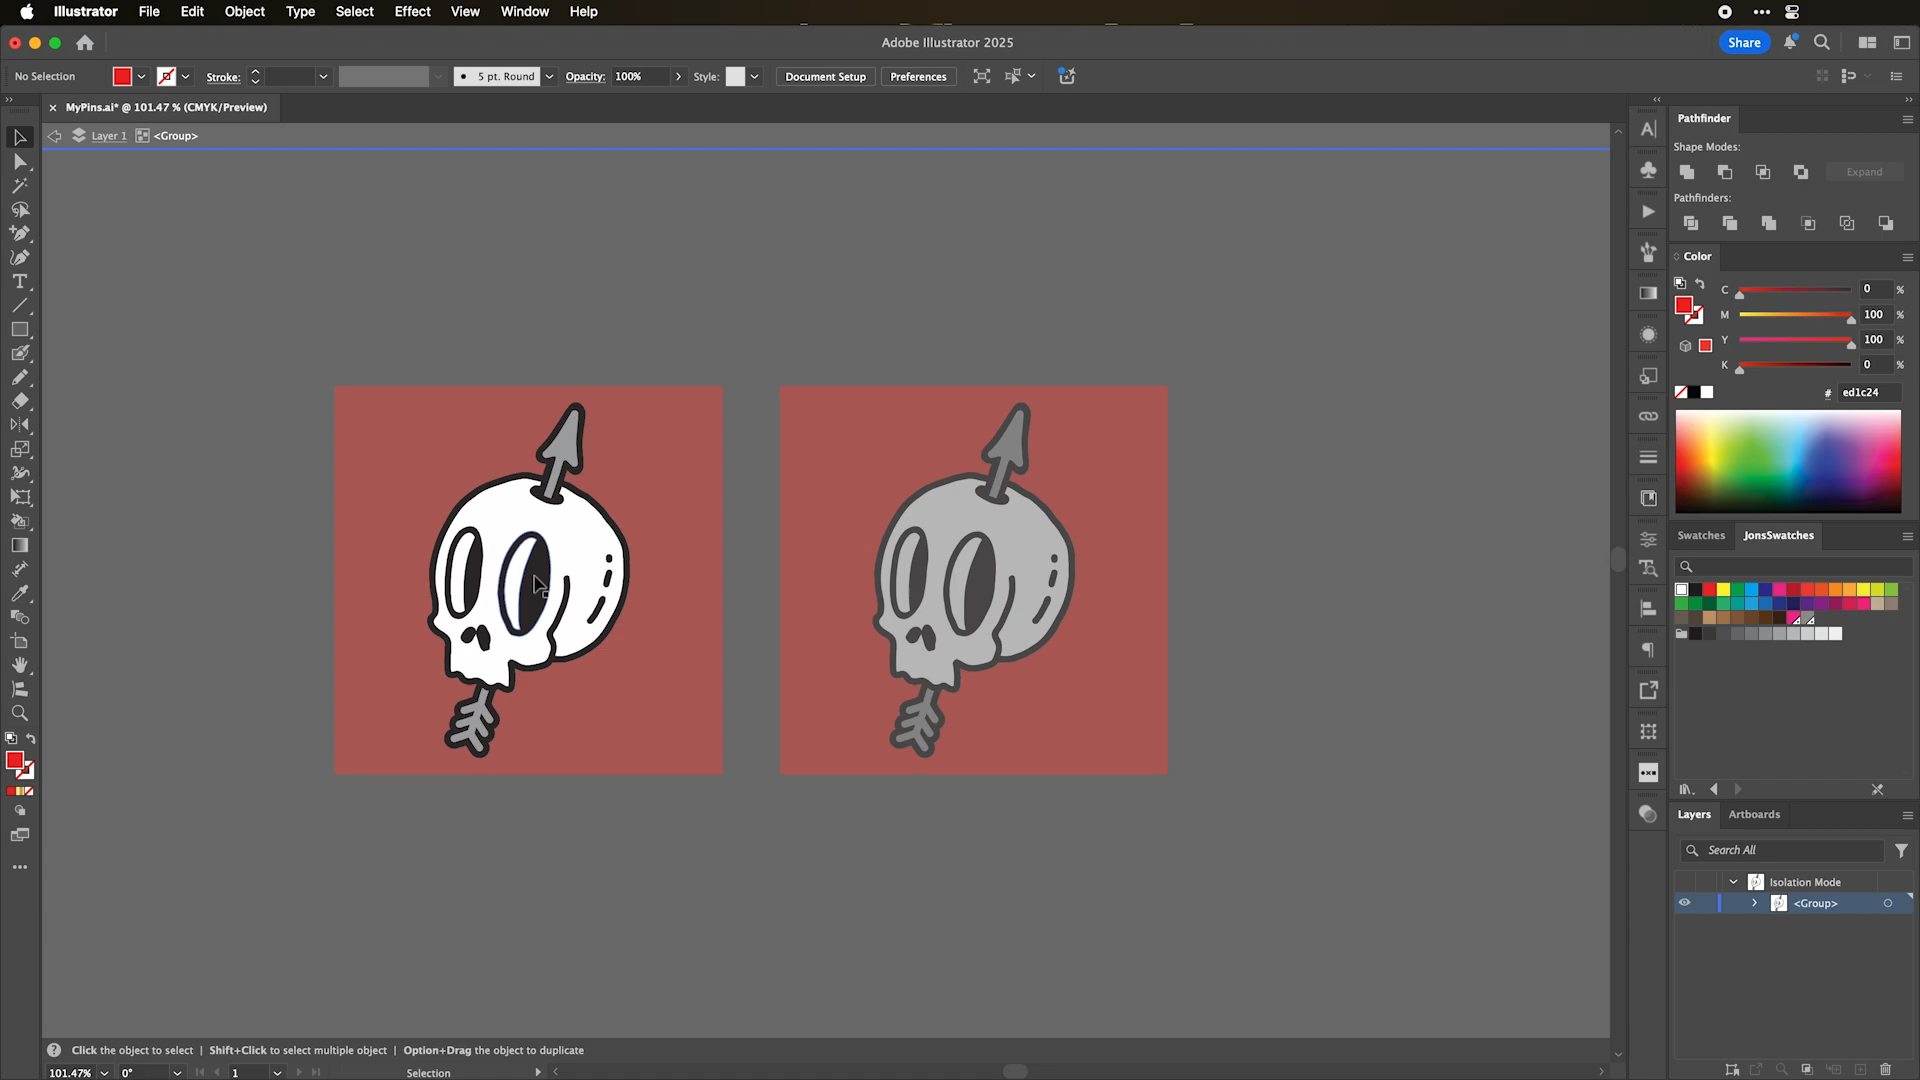 Illustrator File Edit Object Type Select Effect View Window Help
Adobe Illustrator 2025
Share
No Selection
Stroke:
5 pt. Round
Opacity: 100%
Style:
Document Setup
Preferences
MyPins.ai* @ 101.47 % (CMYK/Preview)
Layer 1 <Group>
Pathfinder
Shape Modes:
Expand
Pathfinders:
Color
C 0 %
M 100 %
Y 100 %
K 0 %
# ed1c24
Swatches JonsSwatches
Layers Artboards
Search All
Isolation Mode
<Group>
Click the object to select | Shift+Click to select multiple object | Option+Drag the object to duplicate
101.47% 0° 1 Selection